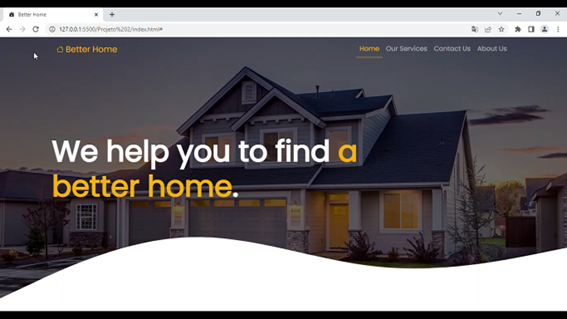 Better Home
127.0.0.1:5500/Projeto%202/index.html#
Better Home
Home Our Services Contact Us About Us
We help you to find a
better home.